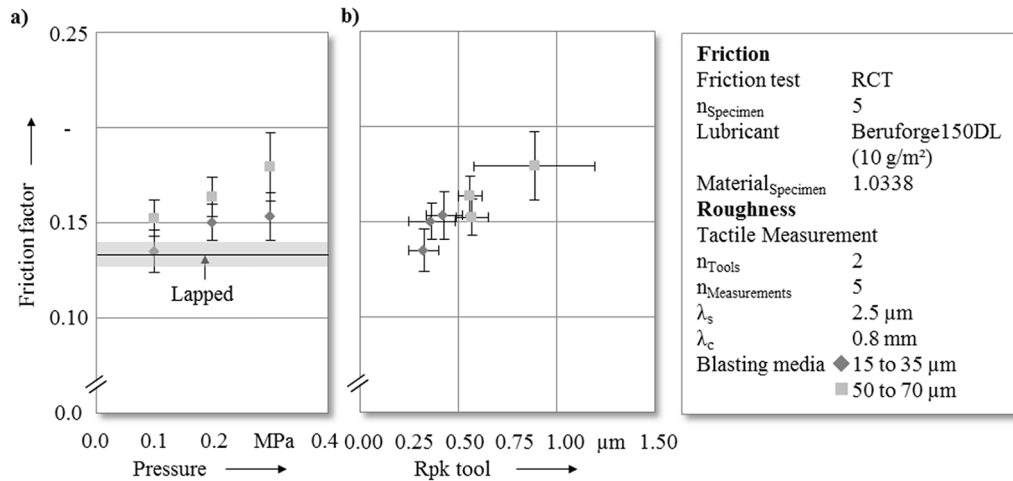 a)
0.25
-
0.15
0.10
0.0
Friction factor
Lapped
0.0 0.1 0.2 MPa 0.4
Pressure
b)
0.00 0.25 0.50 0.75 1.00 µm 1.50
Rpk tool
Friction
Friction test RCT
nSpecimen 5
Lubricant Beruforge150DL
(10 g/m²)
MaterialSpecimen 1.0338
Roughness
Tactile Measurement
nTools 2
nMeasurements 5
λs 2.5 µm
λc 0.8 mm
Blasting media 15 to 35 µm
50 to 70 µm